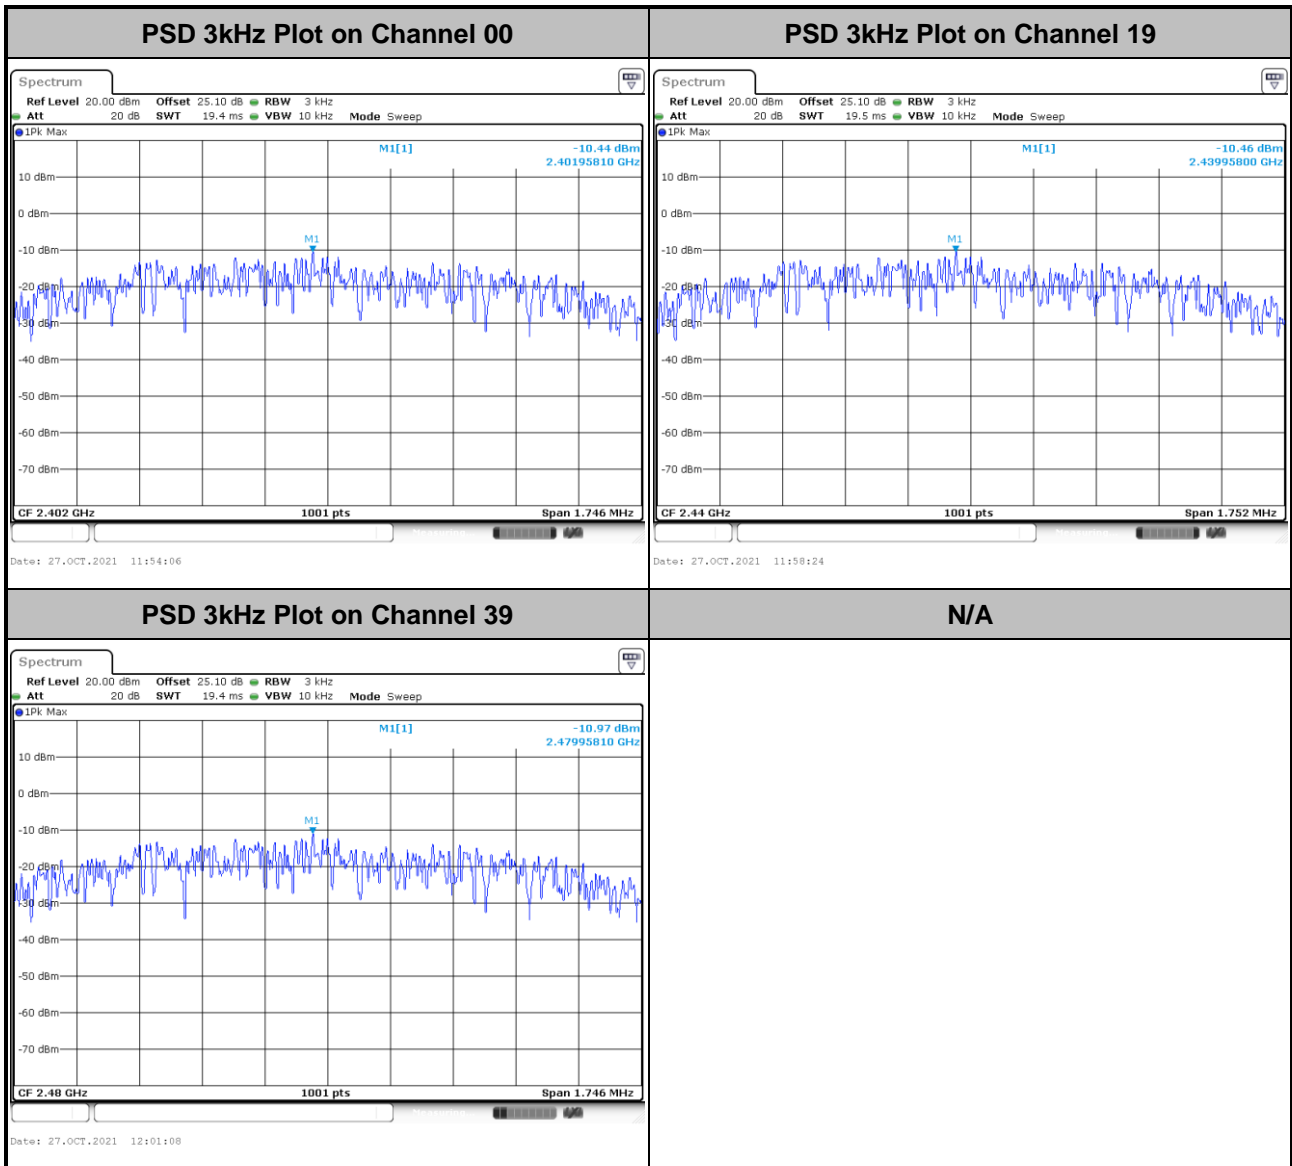 PSD 3kHz Plot on Channel 00
Spectrum
Ref Level 20.00 dBm Offset 25.10 dB RBW 3 kHz
Att 20 dB SWT 19.4 ms VBW 10 kHz Mode Sweep
1Pk Max
M1[1] -10.44 dBm
2.40195810 GHz
10 dBm
0 dBm
M1
-10 dBm
-20 dBm
-30 dBm
-40 dBm
-50 dBm
-60 dBm
-70 dBm
CF 2.402 GHz 1001 pts Span 1.746 MHz
Measuring
Date: 27.OCT.2021 11:54:06
PSD 3kHz Plot on Channel 19
Spectrum
Ref Level 20.00 dBm Offset 25.10 dB RBW 3 kHz
Att 20 dB SWT 19.5 ms VBW 10 kHz Mode Sweep
1Pk Max
M1[1] -10.46 dBm
2.43995800 GHz
10 dBm
0 dBm
M1
-10 dBm
-20 dBm
-30 dBm
-40 dBm
-50 dBm
-60 dBm
-70 dBm
CF 2.44 GHz 1001 pts Span 1.752 MHz
Measuring
Date: 27.OCT.2021 11:58:24
PSD 3kHz Plot on Channel 39
Spectrum
Ref Level 20.00 dBm Offset 25.10 dB RBW 3 kHz
Att 20 dB SWT 19.4 ms VBW 10 kHz Mode Sweep
1Pk Max
M1[1] -10.97 dBm
2.47995810 GHz
10 dBm
0 dBm
M1
-10 dBm
-20 dBm
-30 dBm
-40 dBm
-50 dBm
-60 dBm
-70 dBm
CF 2.48 GHz 1001 pts Span 1.746 MHz
Measuring
Date: 27.OCT.2021 12:01:08
N/A